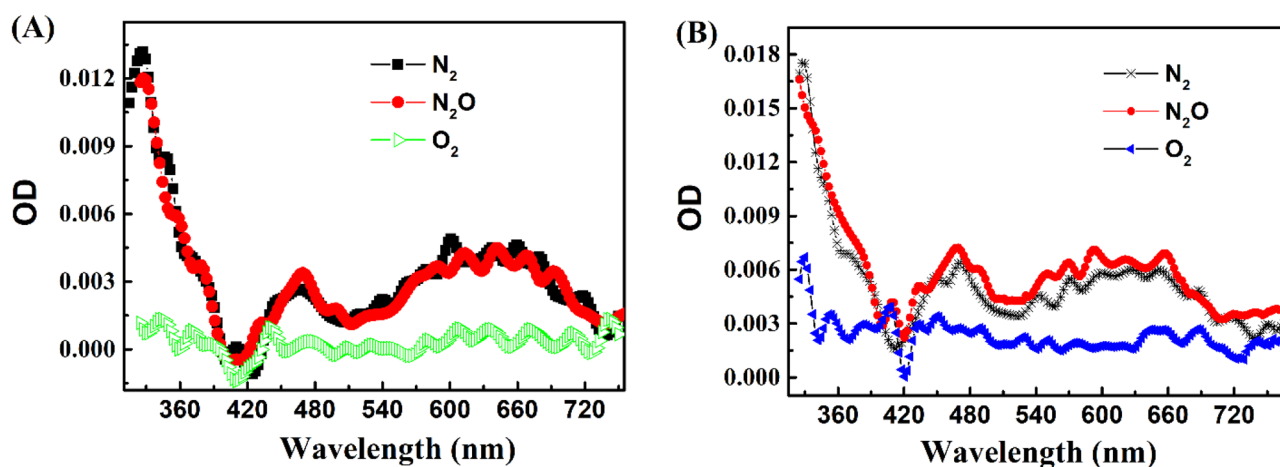 (A)
N₂
N₂O
O₂
0.012
0.009
0.006
0.003
0.000
OD
360 420 480 540 600 660 720
Wavelength (nm)
(B)
N₂
N₂O
O₂
0.018
0.015
0.012
0.009
0.006
0.003
0.000
OD
360 420 480 540 600 660 720
Wavelength (nm)